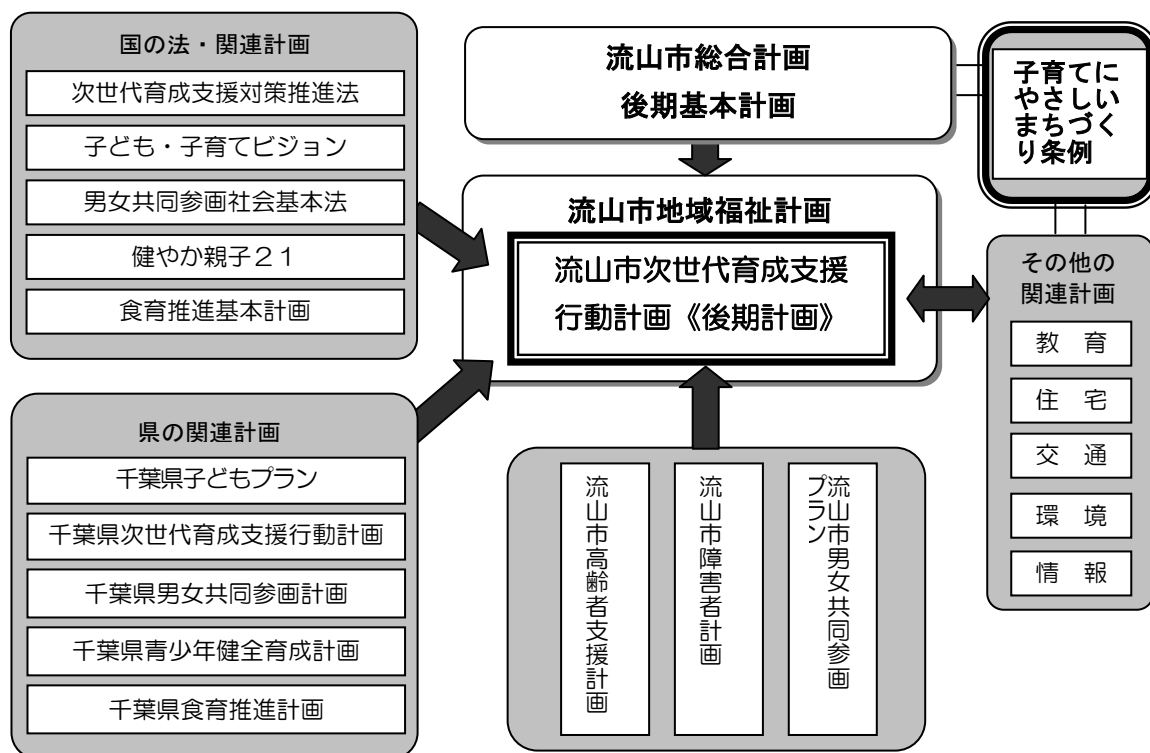 国の法・関連計画
次世代育成支援対策推進法
子ども・子育てビジョン
男女共同参画社会基本法
健やか親子２１
食育推進基本計画
県の関連計画
千葉県子どもプラン
千葉県次世代育成支援行動計画
千葉県男女共同参画計画
千葉県青少年健全育成計画
千葉県食育推進計画
流山市総合計画
後期基本計画
流山市地域福祉計画
流山市次世代育成支援
行動計画《後期計画》
流山市高齢者支援計画
流山市障害者計画
流山市男女共同参画
プラン
子育てに
やさしい
まちづく
り条例
その他の
関連計画
教　育
住　宅
交　通
環　境
情　報